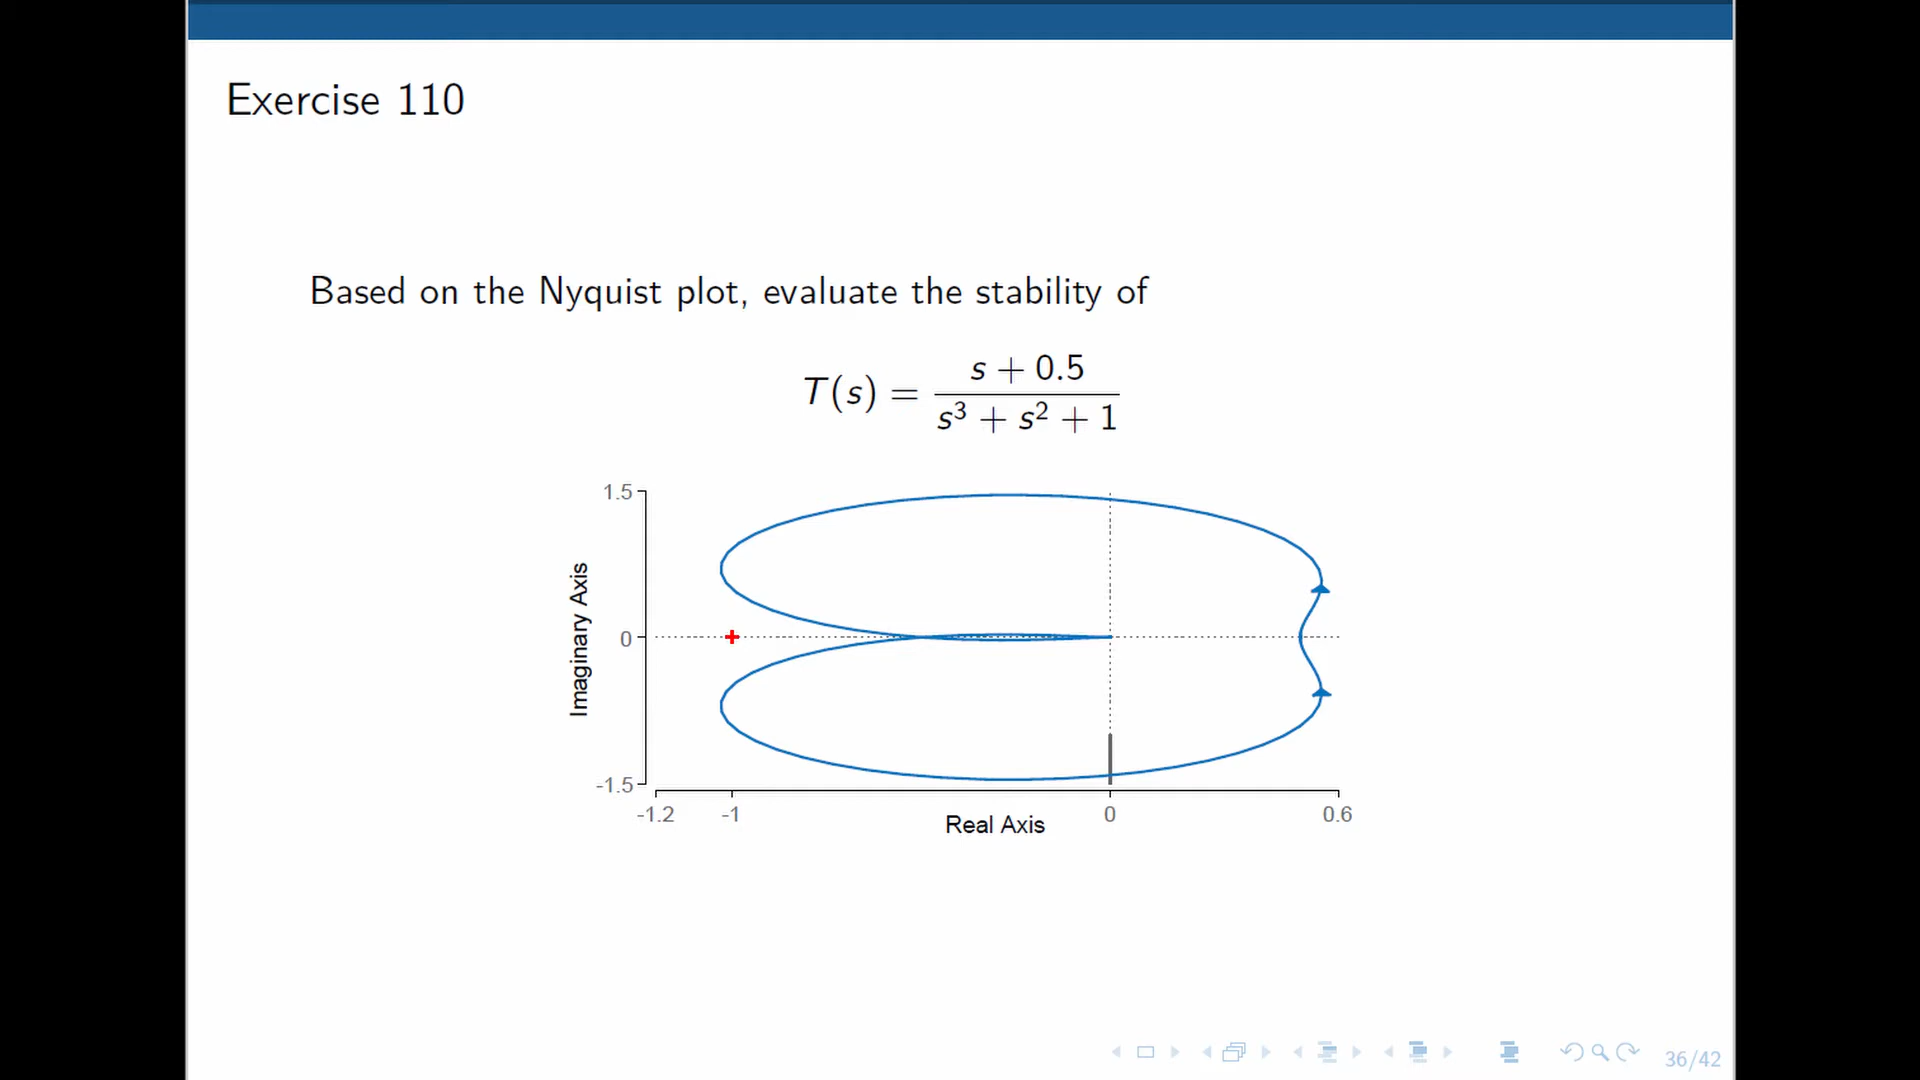 Exercise 110
Based on the Nyquist plot, evaluate the stability of
T(s) = (s + 0.5)/(s³ + s² + 1)
1.5
0
-1.5
Imaginary Axis
-1.2 -1 0 0.6
Real Axis
36/42